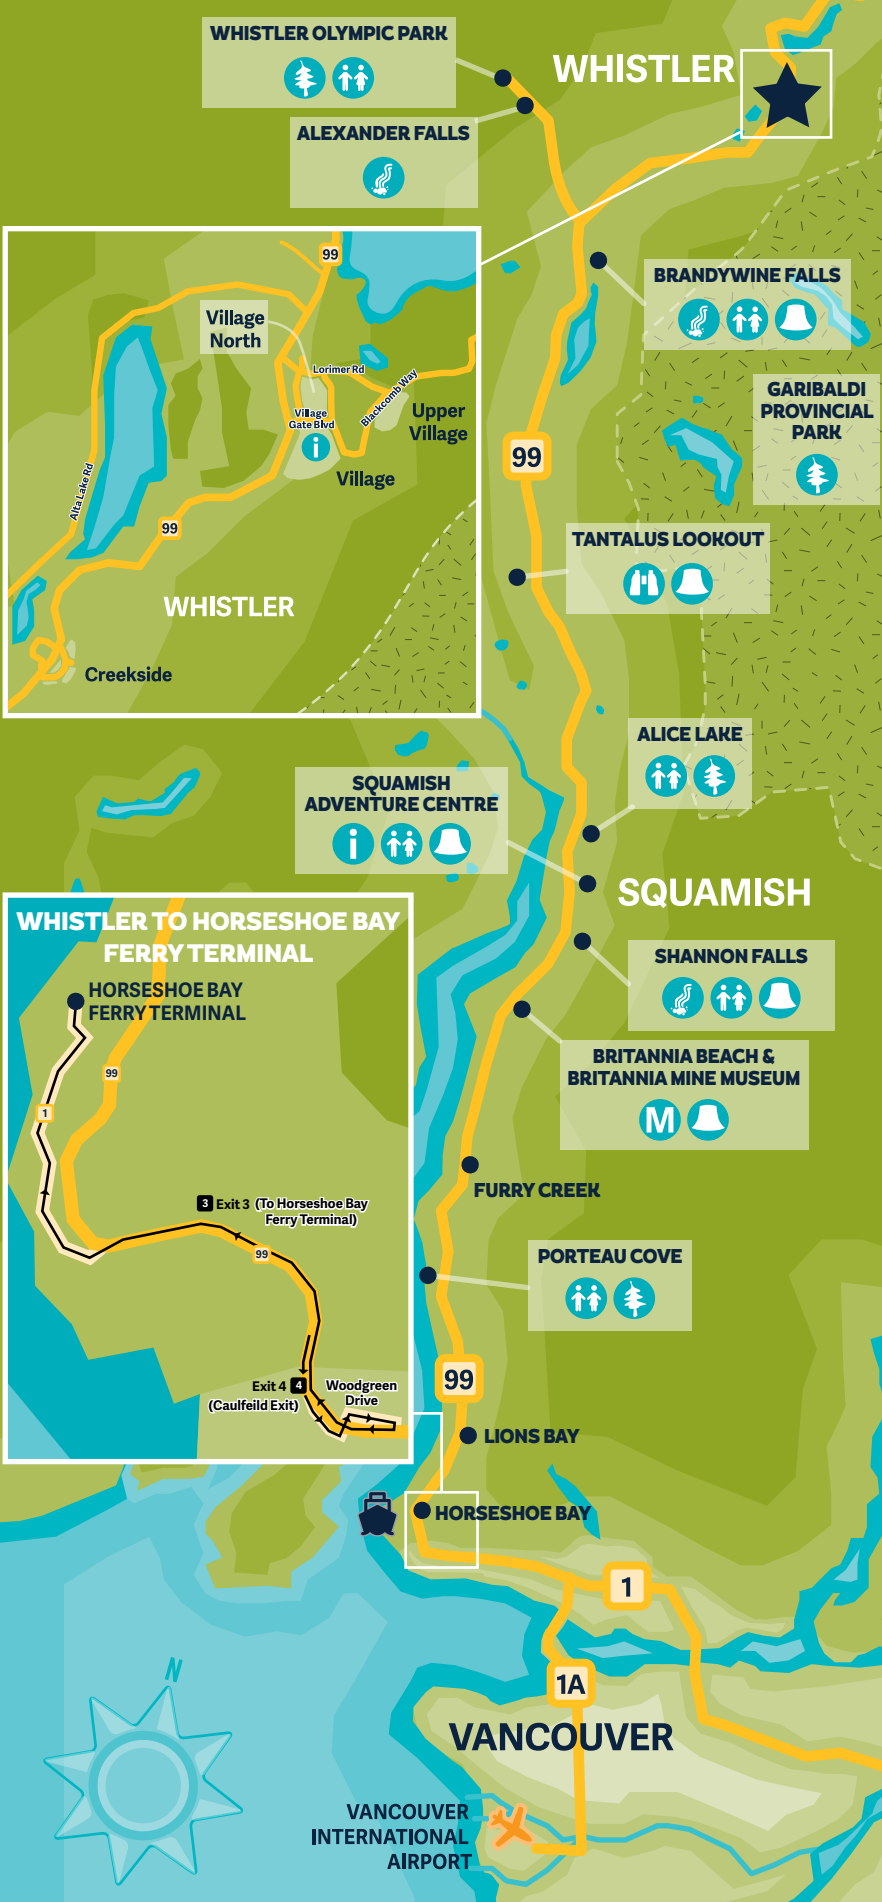 WHISTLER OLYMPIC PARK
WHISTLER
ALEXANDER FALLS
BRANDYWINE FALLS
GARIBALDI
PROVINCIAL
PARK
99
TANTALUS LOOKOUT
99
Village
North
Lorimer Rd
Blackcomb Way
Upper
Village
Village
Gate Blvd
i
Village
Alta Lake Rd
99
WHISTLER
Creekside
ALICE LAKE
SQUAMISH
ADVENTURE CENTRE
i
SQUAMISH
SHANNON FALLS
BRITANNIA BEACH &
BRITANNIA MINE MUSEUM
M
FURRY CREEK
PORTEAU COVE
99
LIONS BAY
HORSESHOE BAY
WHISTLER TO HORSESHOE BAY
FERRY TERMINAL
HORSESHOE BAY
FERRY TERMINAL
99
1
3 Exit 3 (To Horseshoe Bay
Ferry Terminal)
99
Exit 4 4
(Caulfeild Exit)
Woodgreen
Drive
1
1A
VANCOUVER
N
VANCOUVER
INTERNATIONAL
AIRPORT